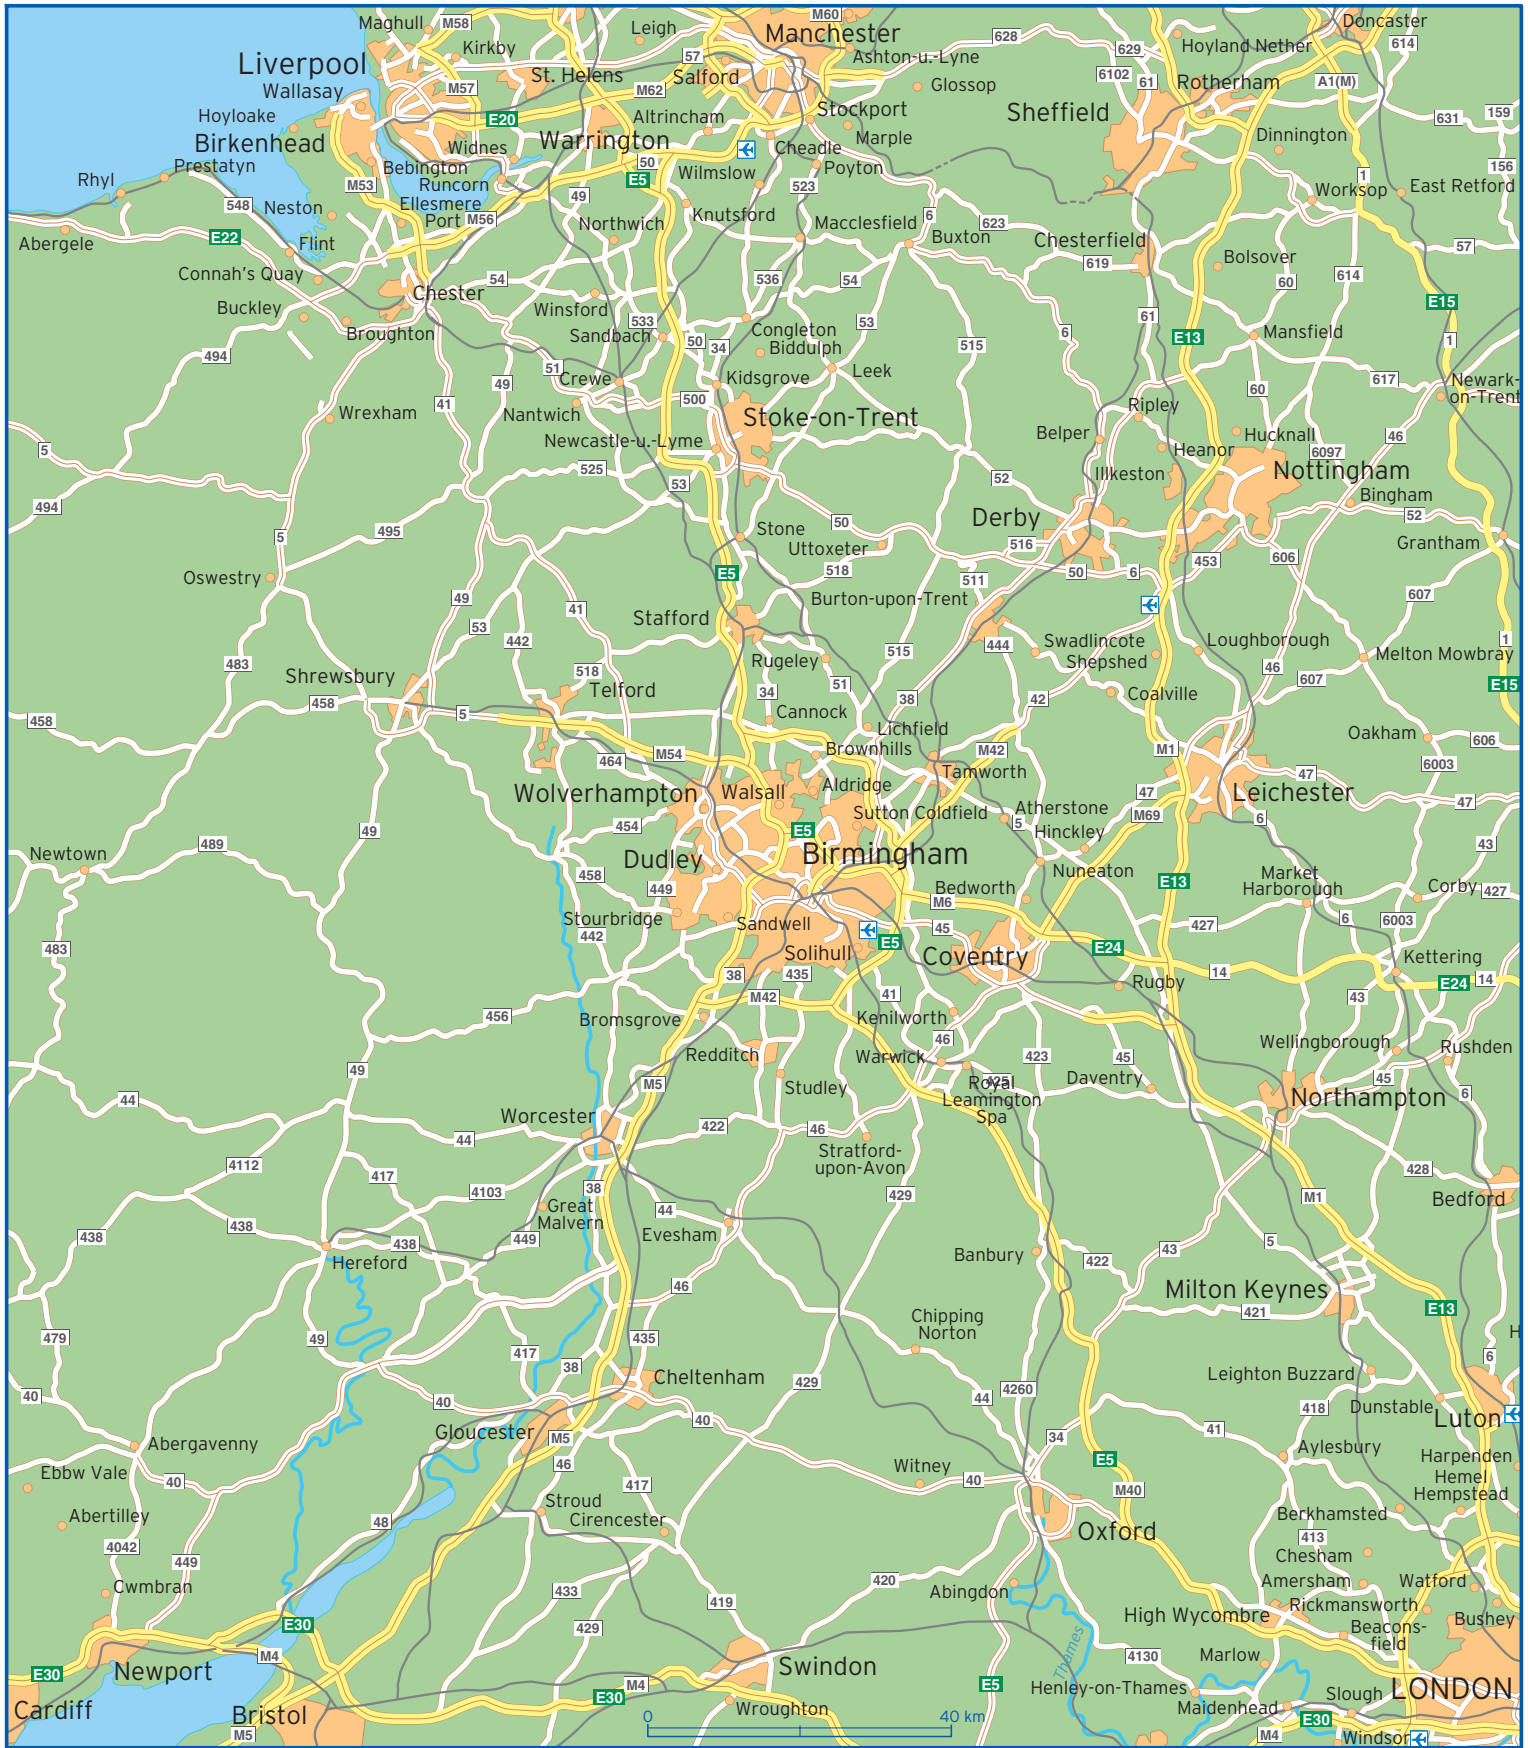 Maghull
M58
Leigh
M60
Manchester
Doncaster
Kirkby
57
628
629
Hoyland Nether
614
Liverpool
Ashton-u.-Lyne
St. Helens
Salford
6102
61
Rotherham
A1(M)
Wallasay
M57
M62
Glossop
Hoyloake
E20
Altrincham
Stockport
Sheffield
631
159
Birkenhead
Warrington
Marple
Dinnington
Widnes
Cheadle
Prestatyn
Bebington
50
Poyton
156
Rhyl
M53
Runcorn
E5
Wilmslow
1
548
Ellesmere
Port
49
523
Worksop
East Retford
Neston
M56
Northwich
Knutsford
Macclesfield
6
623
Abergele
E22
Flint
Buxton
Chesterfield
57
Connah's Quay
54
536
54
619
Bolsover
60
614
Buckley
Chester
Winsford
E15
Broughton
533
Sandbach
Congleton
53
6
61
E13
Mansfield
494
50
34
Biddulph
515
1
51
Crewe
Kidsgrove
Leek
60
617
Newark-
on-Trent
49
Wrexham
41
Nantwich
500
Stoke-on-Trent
Ripley
5
Newcastle-u.-Lyme
Belper
Heanor
Hucknall
46
525
6097
53
52
Illkeston
Nottingham
494
Bingham
5
495
Stone
50
Derby
52
Uttoxeter
516
Grantham
Oswestry
E5
518
511
50
6
453
606
49
41
Burton-upon-Trent
607
53
442
Stafford
444
Swadlincote
Loughborough
1
483
Shrewsbury
518
Rugeley
515
Shepshed
46
Melton Mowbray
Telford
34
51
38
42
Coalville
607
E15
458
458
5
Cannock
Lichfield
Oakham
606
464
M54
Brownhills
M42
M1
6003
Wolverhampton
Walsall
Aldridge
Tamworth
47
Leichester
47
47
454
Sutton Coldfield
Atherstone
M69
49
E5
5
Hinckley
6
Newtown
489
Dudley
Birmingham
43
458
449
Nuneaton
E13
Market
Harborough
Corby
427
Bedworth
Stourbridge
Sandwell
M6
427
6
6003
483
442
E5
45
Solihull
Coventry
E24
Kettering
38
435
14
E24
14
M42
41
Rugby
43
456
Bromsgrove
Kenilworth
46
Wellingborough
Rushden
49
Redditch
Warwick
423
45
45
M5
Studley
425
Royal
Leamington
Spa
Daventry
6
44
Worcester
Northampton
44
422
46
4112
Stratford-
upon-Avon
428
417
4103
38
429
M1
Bedford
Great
Malvern
44
438
438
438
449
Evesham
Hereford
Banbury
422
43
5
46
Milton Keynes
E13
479
49
435
Chipping
Norton
421
H
417
38
6
40
Cheltenham
429
44
4260
Leighton Buzzard
40
418
Dunstable
Luton
Gloucester
M5
40
34
41
Abergavenny
46
E5
Aylesbury
Harpenden
Ebbw Vale
40
417
Witney
40
M40
Hemel
Hempstead
Stroud
Abertilley
48
Cirencester
Oxford
Berkhamsted
413
4042
449
Chesham
Cwmbran
433
420
Abingdon
Amersham
Watford
419
High Wycombe
Rickmansworth
Bushey
E30
429
Beacons-
field
M4
Thames
4130
Marlow
E30
Newport
Swindon
E5
Henley-on-Thames
Slough
LONDON
Cardiff
Bristol
E30
M4
Wroughton
Maidenhead
E30
M5
0
40 km
M4
Windsor